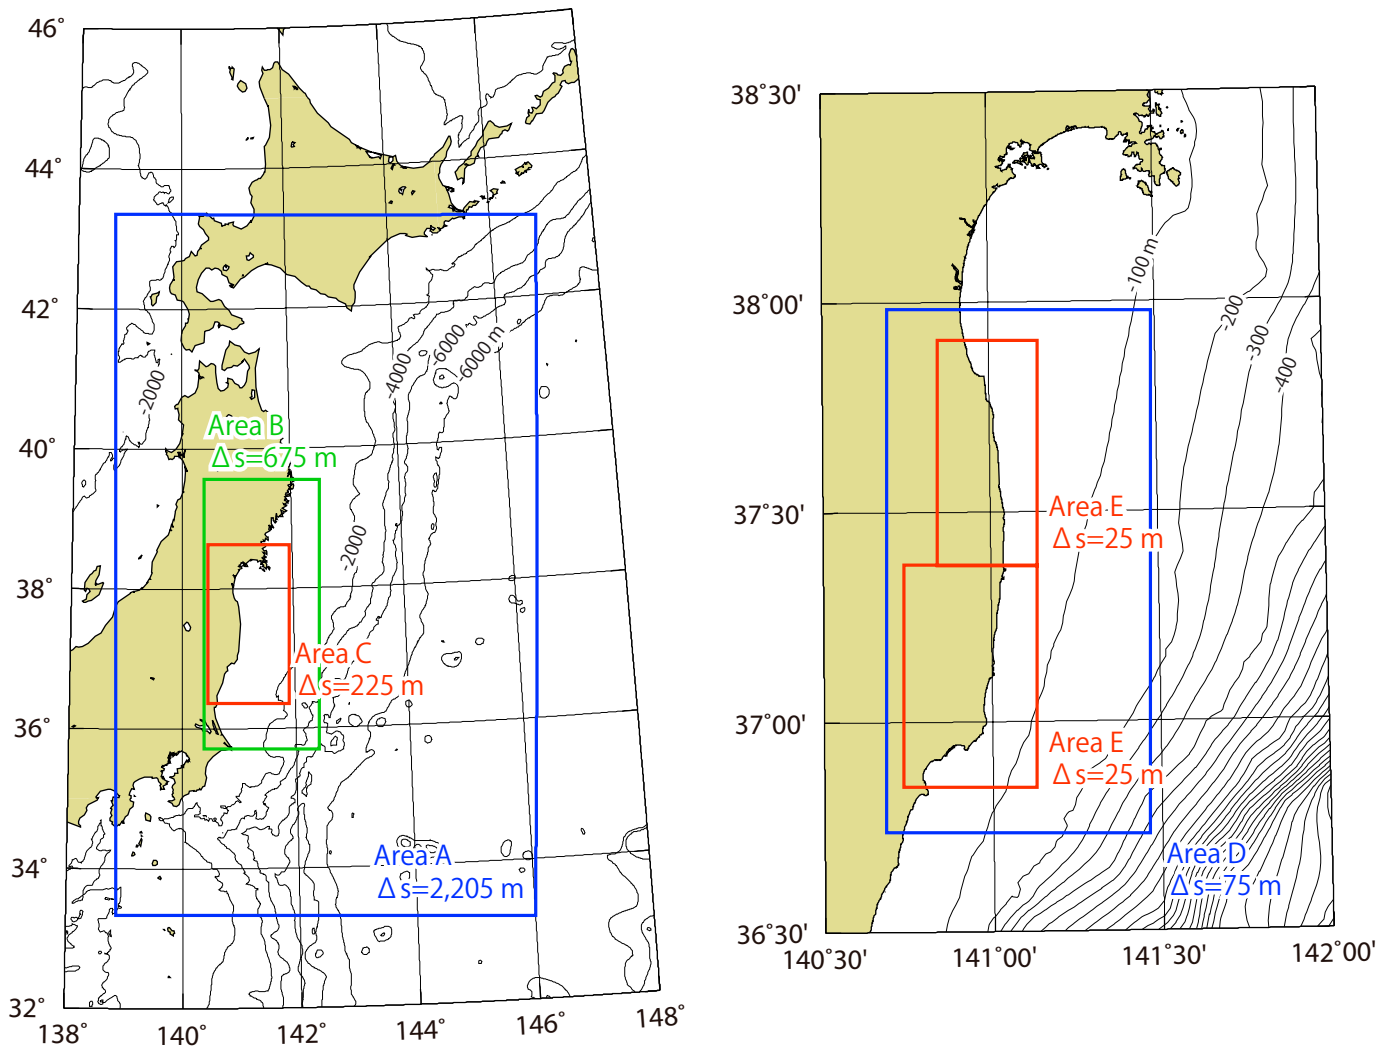 46°
44°
42°
40°
38°
36°
34°
32°
138°
140°
142°
144°
146°
148°
-2000
-4000
-6000
-6000 m
-2000
Area B
Δs=675 m
Area C
Δs=225 m
Area A
Δs=2,205 m
38°30'
38°00'
37°30'
37°00'
36°30'
140°30'
141°00'
141°30'
142°00'
-100 m
-200
-300
-400
Area E
Δs=25 m
Area E
Δs=25 m
Area D
Δs=75 m